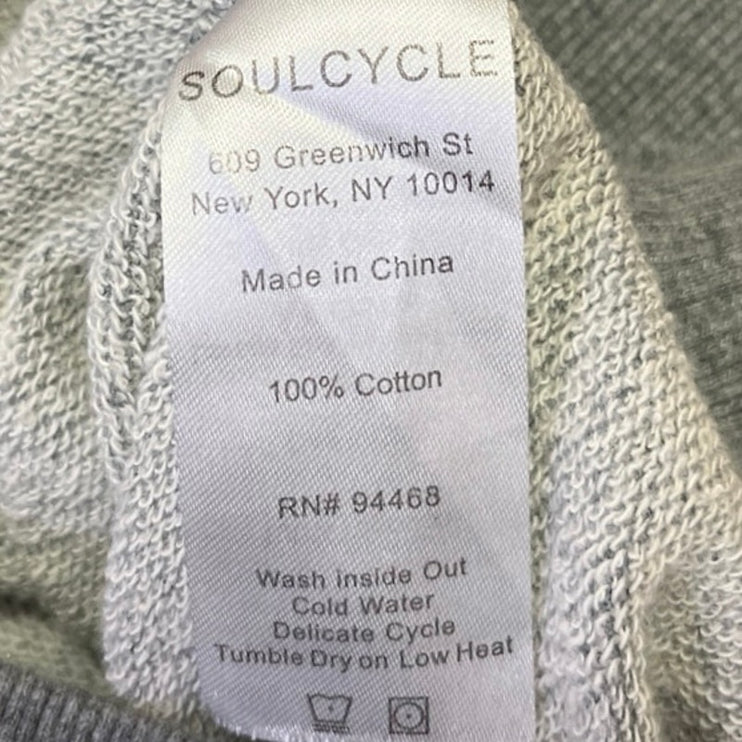 SOULCYCLE
609 Greenwich St
New York, NY 10014
Made in China
100% Cotton
RN# 94468
Wash inside Out
Cold Water
Delicate Cycle
Tumble Dry on Low Heat